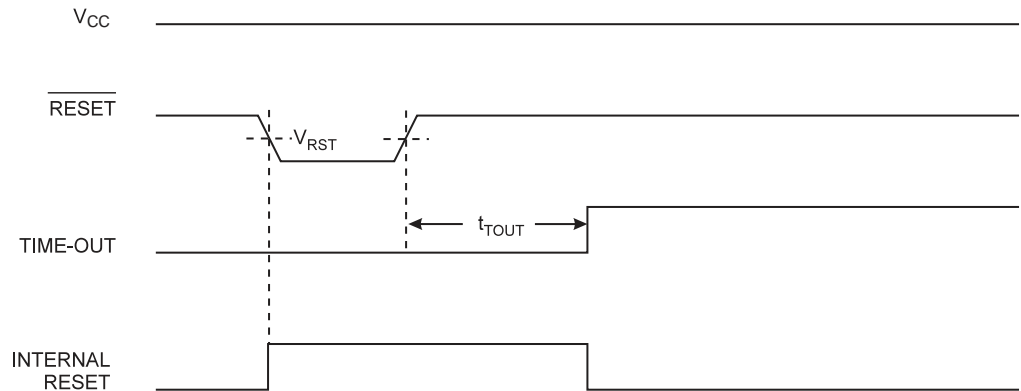 VCC
RESET
VRST
tTOUT
TIME-OUT
INTERNAL
RESET